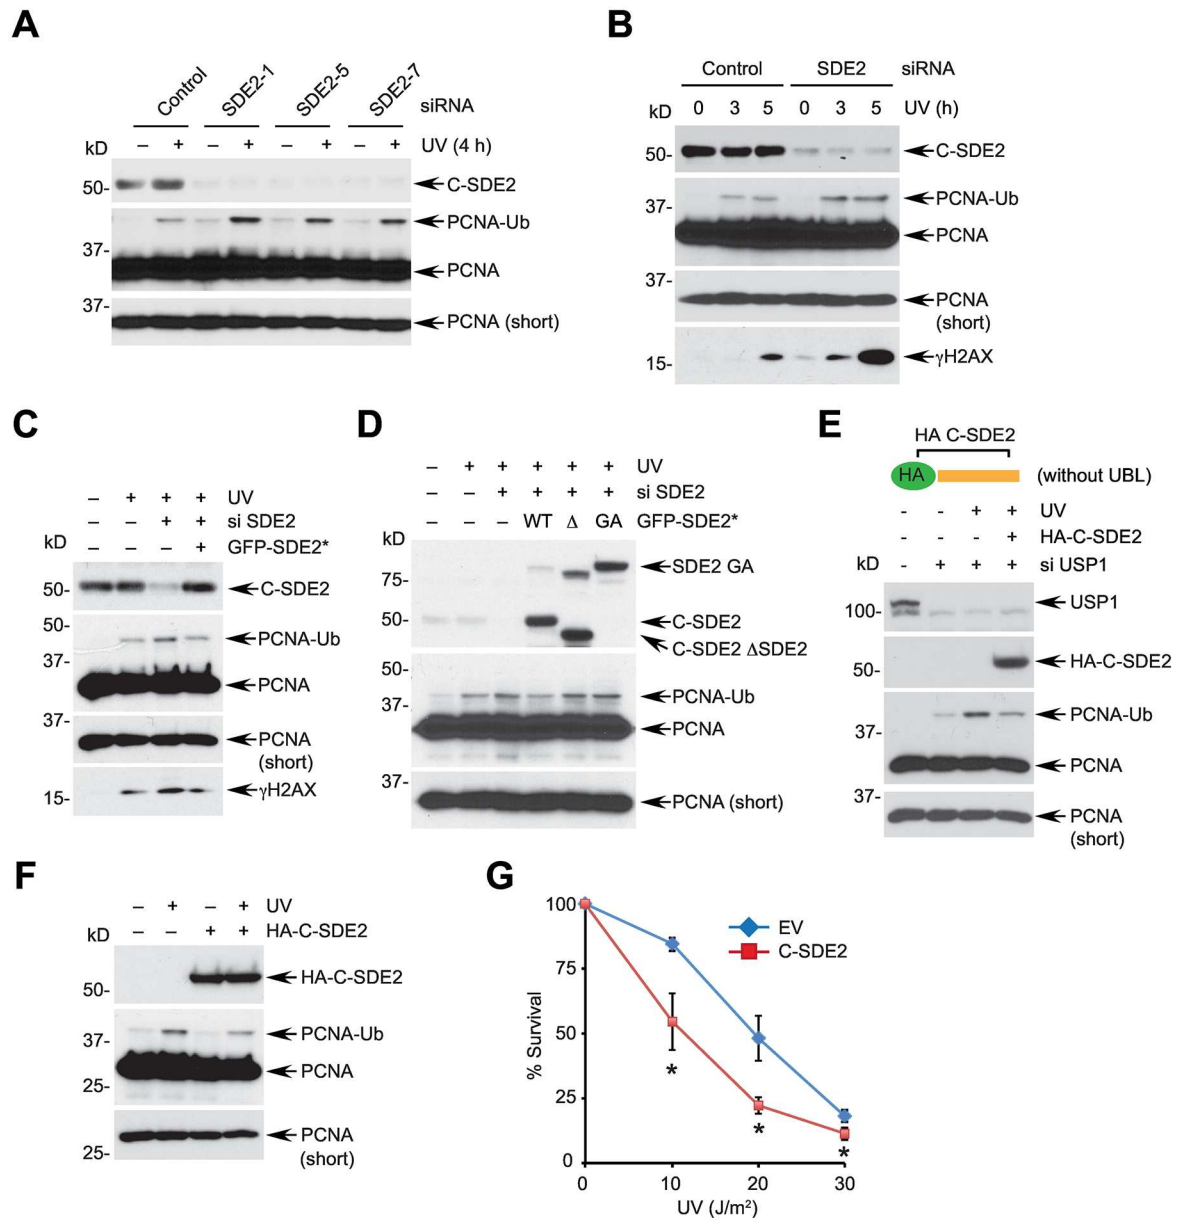 A
Control SDE2-1 SDE2-5 SDE2-7 siRNA
– + – + – + – + UV (4 h)
kD
50- C-SDE2
PCNA-Ub
37-
PCNA
37-
PCNA (short)
B
Control SDE2 siRNA
kD 0 3 5 0 3 5 UV (h)
50- C-SDE2
37- PCNA-Ub
PCNA
37-
PCNA
(short)
15- γH2AX
C
– + + + UV
– – + + si SDE2
kD – – – + GFP-SDE2*
50- C-SDE2
50- PCNA-Ub
37-
PCNA
37-
PCNA
(short)
15- γH2AX
D
– + + + + + UV
– – + + + + si SDE2
– – – WT Δ GA GFP-SDE2*
kD
SDE2 GA
75-
50- C-SDE2
C-SDE2 ΔSDE2
50-
PCNA-Ub
37-
PCNA
37-
PCNA (short)
E
HA C-SDE2
HA (without UBL)
- - + + UV
- - - + HA-C-SDE2
kD - + + + si USP1
100- USP1
50- HA-C-SDE2
PCNA-Ub
37-
PCNA
37-
PCNA
(short)
F
– + – + UV
– – + + HA-C-SDE2
kD
50- HA-C-SDE2
37- PCNA-Ub
PCNA
25-
PCNA
(short)
25-
G
100
75
50
25
0
% Survival
EV
C-SDE2
*
*
*
0 10 20 30
UV (J/m²)